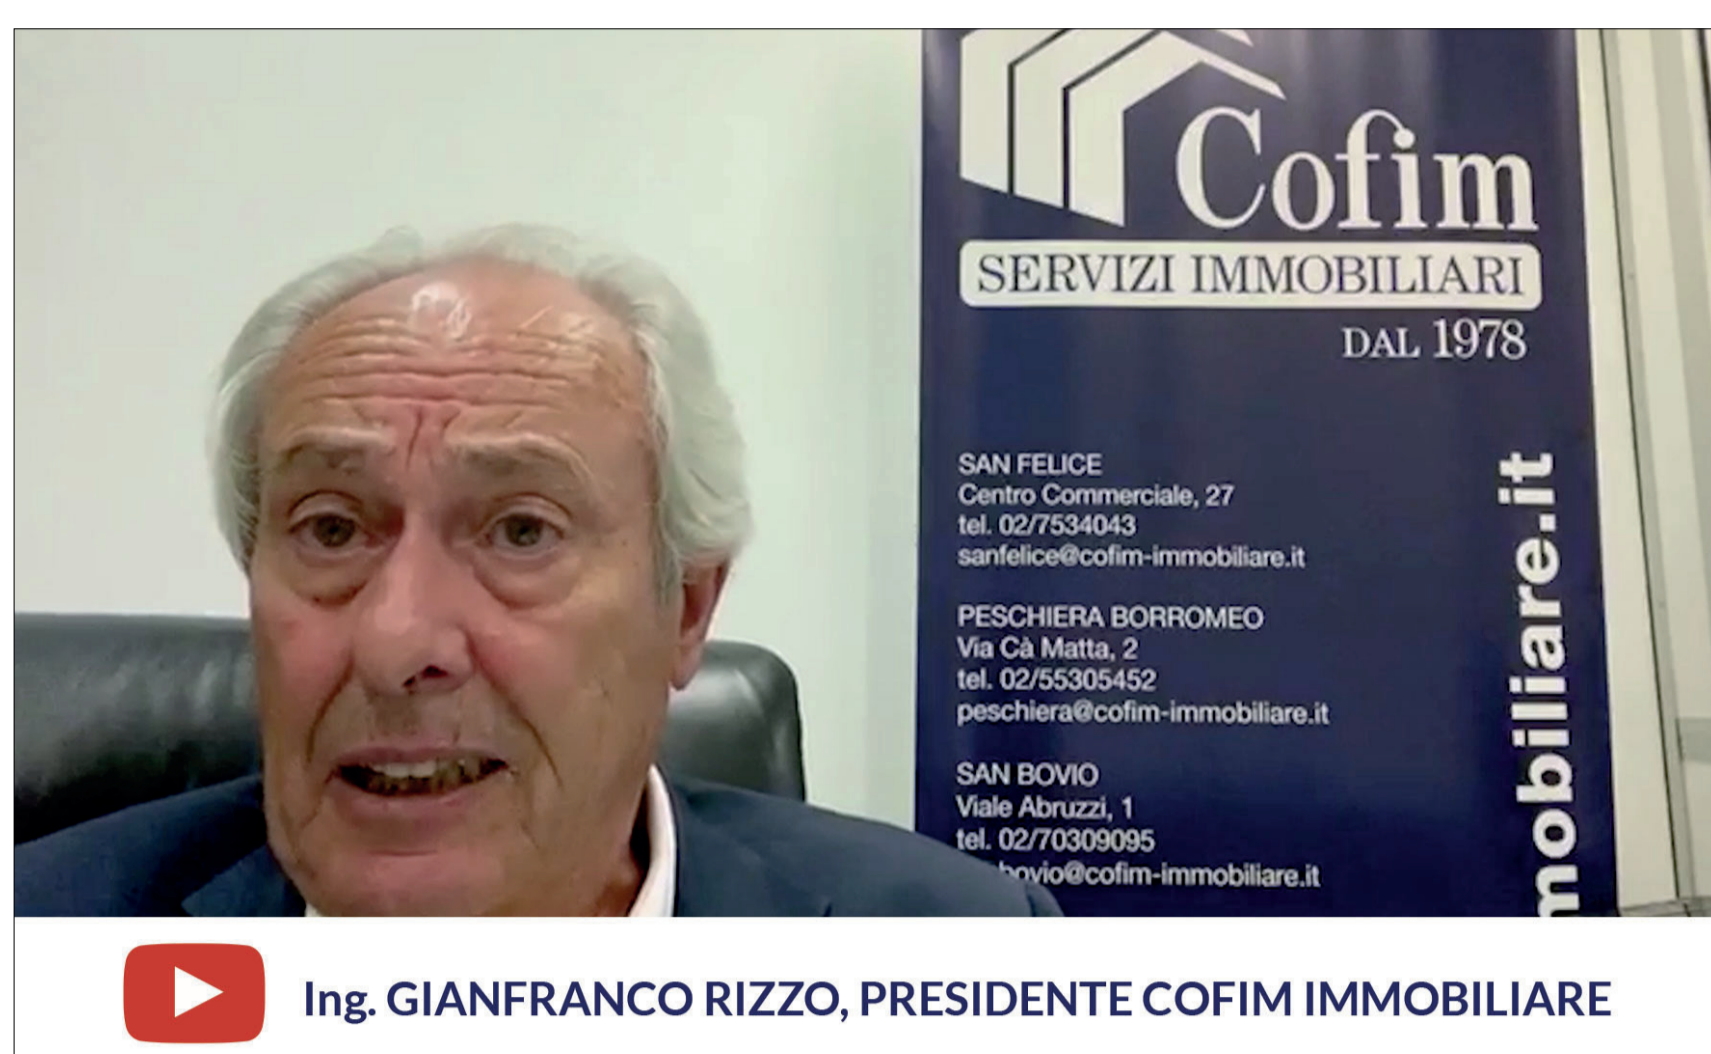 Cofim
SERVIZI IMMOBILIARI
DAL 1978
SAN FELICE
Centro Commerciale, 27
tel. 02/7534043
sanfelice@cofim-immobiliare.it
PESCHIERA BORROMEO
Via Cà Matta, 2
tel. 02/55305452
peschiera@cofim-immobiliare.it
SAN BOVIO
Viale Abruzzi, 1
tel. 02/70309095
bovio@cofim-immobiliare.it
mobiliare.it
Ing. GIANFRANCO RIZZO, PRESIDENTE COFIM IMMOBILIARE